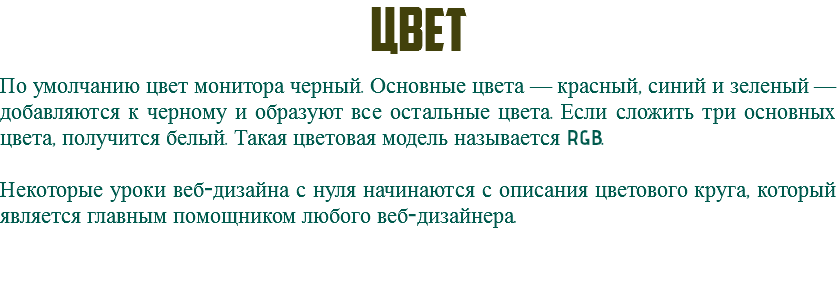 ЦВЕТ
По умолчанию цвет монитора черный. Основные цвета — красный, синий и зеленый —
добавляются к черному и образуют все остальные цвета. Если сложить три основных
цвета, получится белый. Такая цветовая модель называется RGB.
Некоторые уроки веб-дизайна с нуля начинаются с описания цветового круга, который
является главным помощником любого веб-дизайнера.